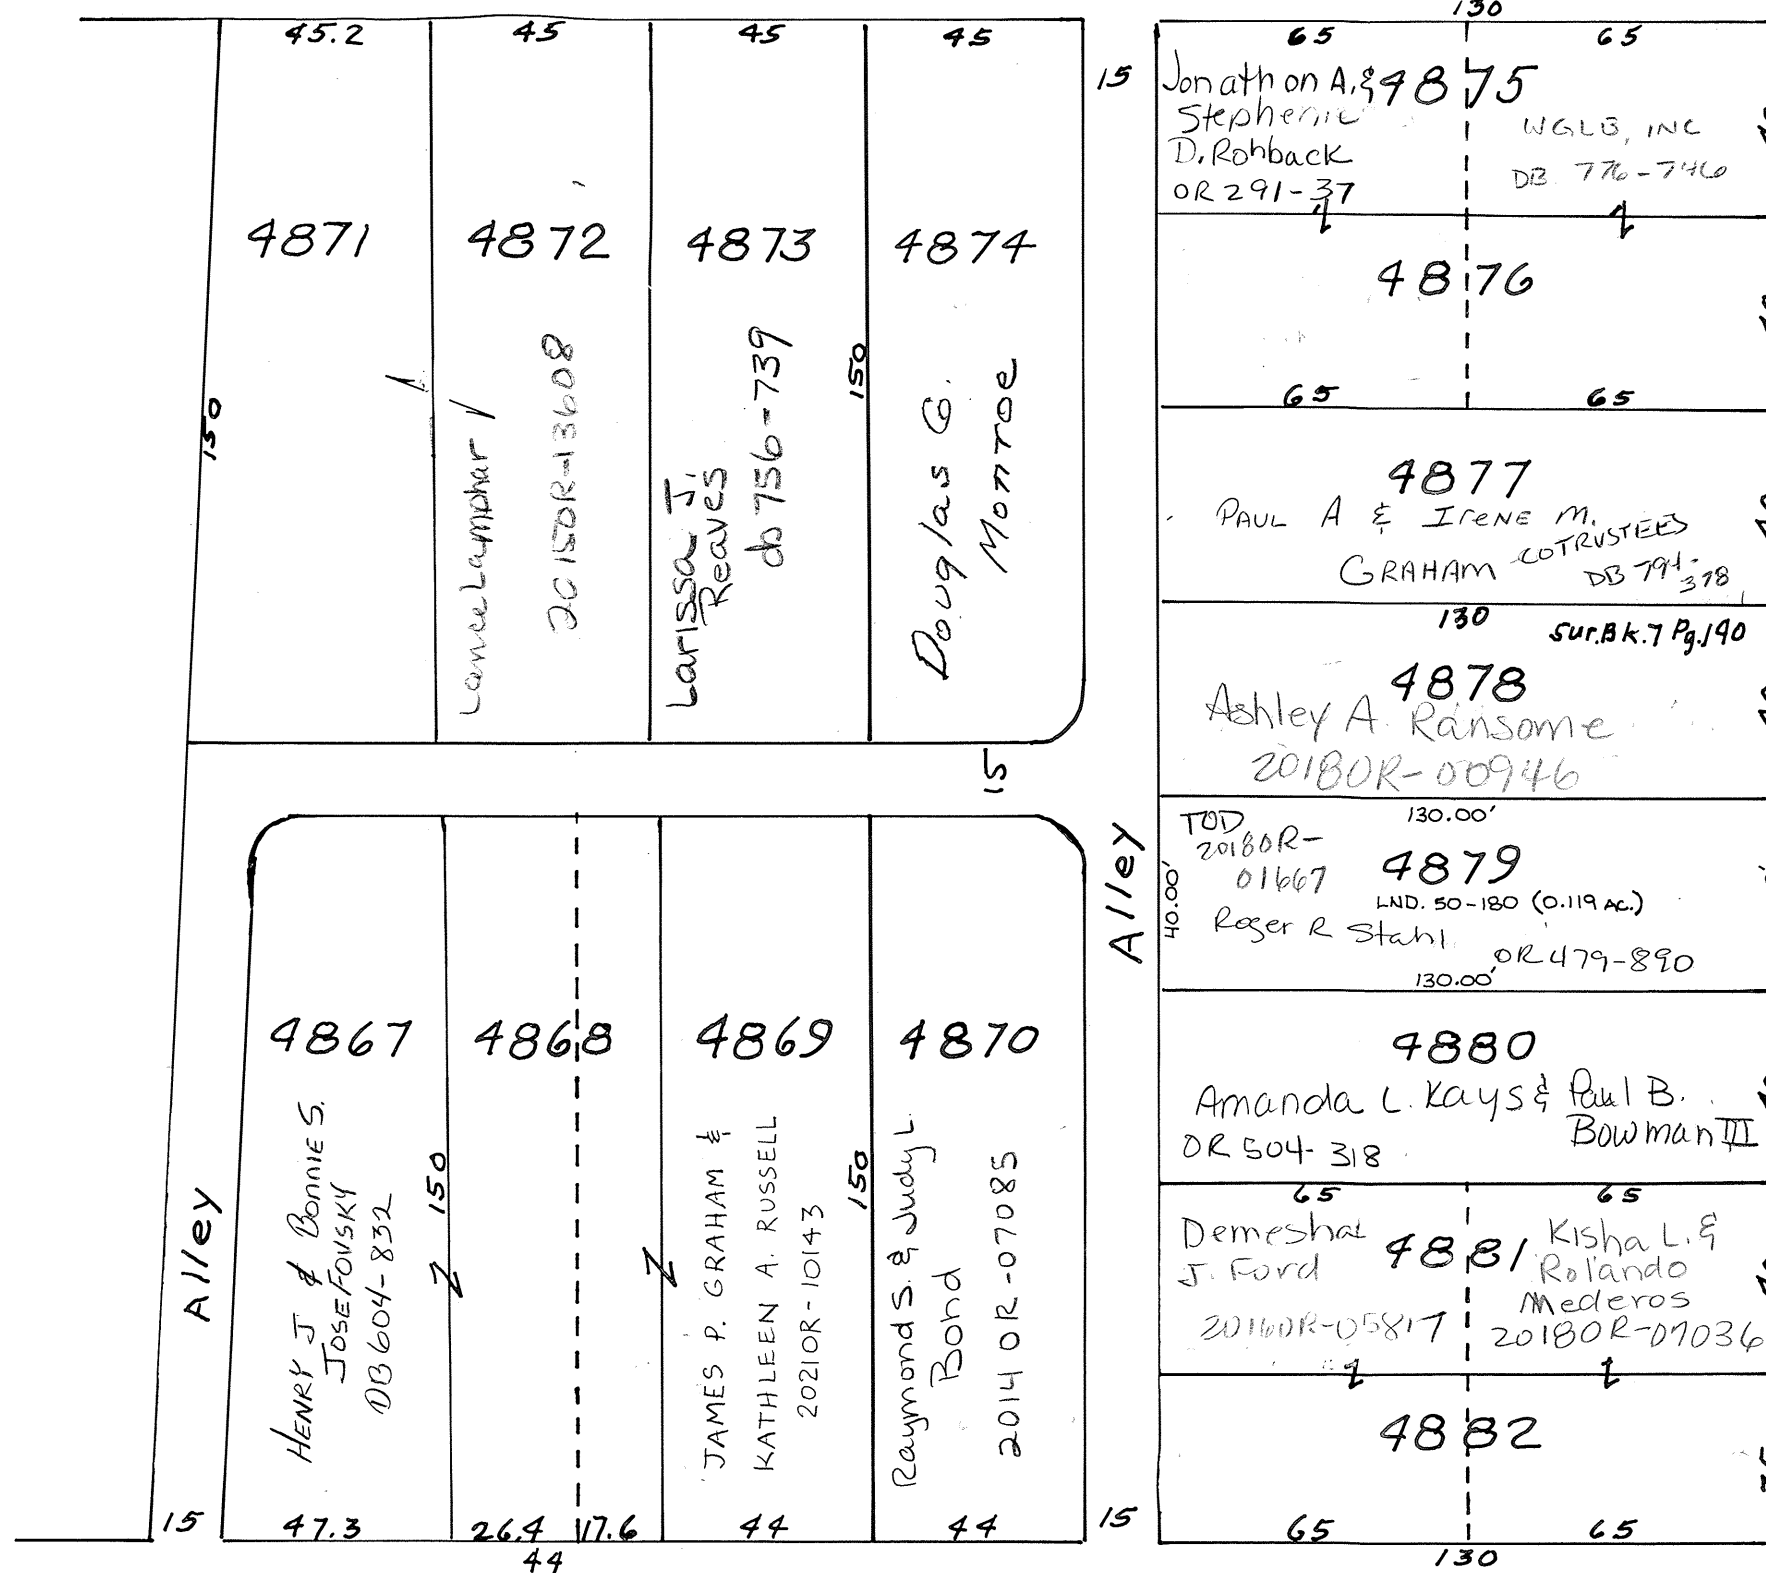 45.2
45
45
45
15
4871
4872
4873
4874
150
150
Lance Lamphar
2015OR-13608
Larissa J.
Reaves
db 756-739
Douglas G.
Monroe
15
4867
4868
4869
4870
HENRY J & Bonnie S.
JOSEFOVSKY
DB 604-832
150
JAMES P. GRAHAM &
KATHLEEN A. RUSSELL
2021OR-10143
150
Raymond S. & Judy L
Bond
2014 OR-07085
Alley
15
47.3
26.4
17.6
44
44
44
Alley
15
130
65
65
4875
Jonathon A. &
Stephenie
D. Rohback
OR 291-37
WGLB, INC
DB 776-746
4876
65
65
4877
PAUL A & IRENE M.
GRAHAM COTRUSTEES
DB 794-
378
130
Sur.Bk.7 Pg.190
4878
Ashley A. Ransome
2018OR-00946
130.00'
TOD
2018OR-
01667
40.00'
4879
LND. 50-180 (0.119 AC.)
Roger R Stahl
OR 479-890
130.00'
4880
Amanda L. Kays & Paul B.
Bowman III
OR 504-318
65
65
4881
Demesha
J. Ford
2016OR-05817
Kisha L. &
Rolando
Mederos
2018OR-07036
4882
65
65
130